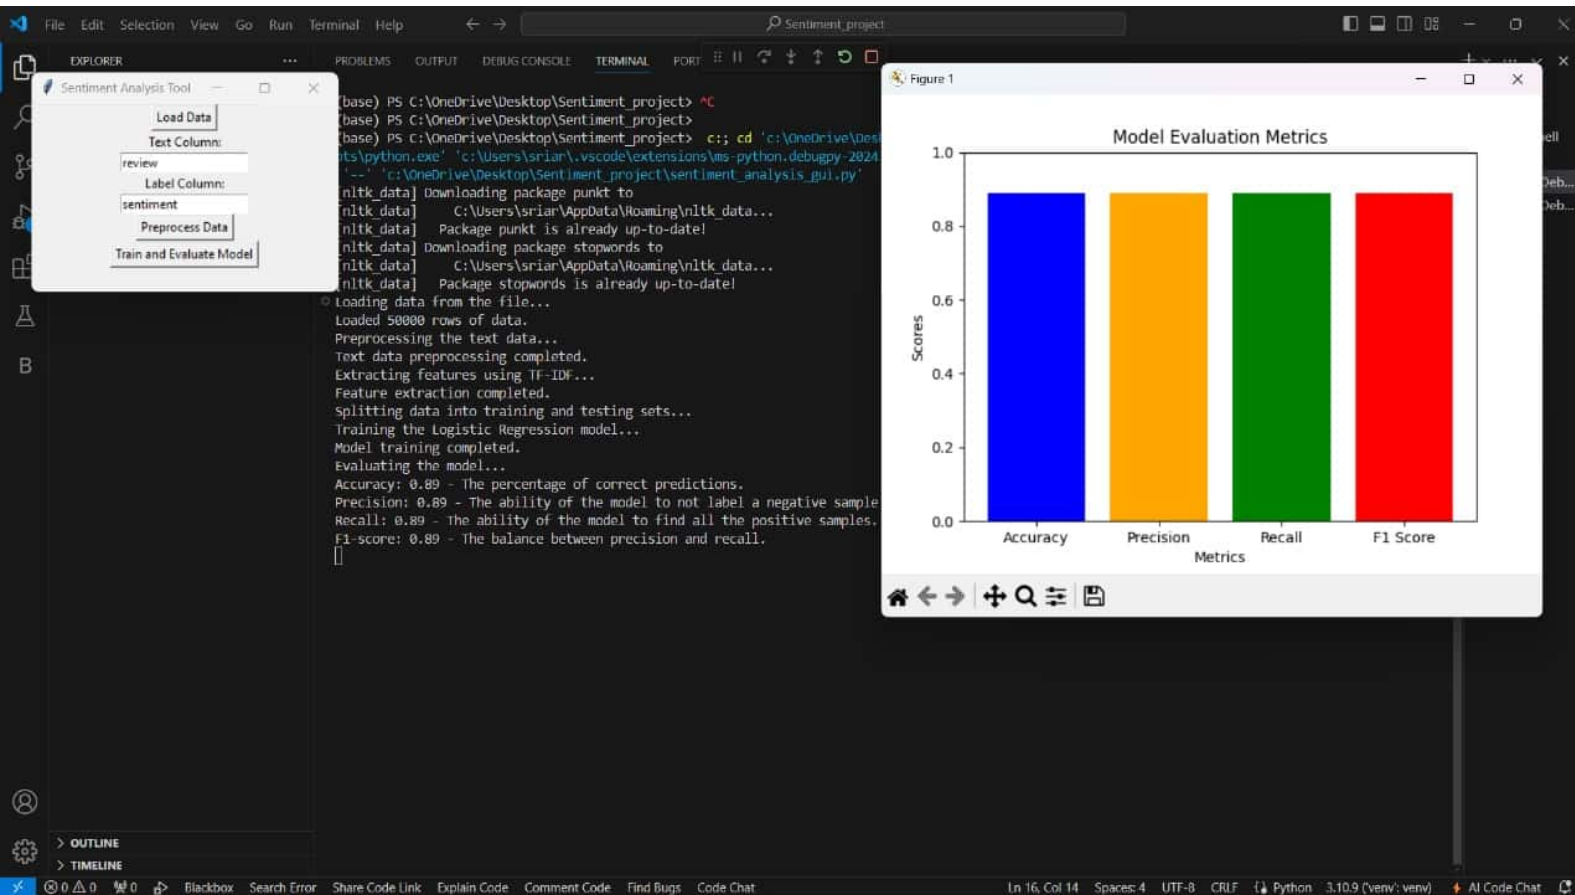 File Edit Selection View Go Run Terminal Help
Sentiment_project
EXPLORER
PROBLEMS OUTPUT DEBUG CONSOLE TERMINAL PORT
Sentiment Analysis Tool
Load Data
Text Column:
review
Label Column:
sentiment
Preprocess Data
Train and Evaluate Model
(base) PS C:\OneDrive\Desktop\Sentiment_project> ^C
(base) PS C:\OneDrive\Desktop\Sentiment_project>
(base) PS C:\OneDrive\Desktop\Sentiment_project> c:; cd 'c:\OneDrive\Des
ots\python.exe' 'c:\Users\sriar\.vscode\extensions\ms-python.debugpy-2024
'--' 'c:\OneDrive\Desktop\Sentiment_project\sentiment_analysis_gui.py'
[nltk_data] Downloading package punkt to
[nltk_data] C:\Users\sriar\AppData\Roaming\nltk_data...
[nltk_data] Package punkt is already up-to-date!
[nltk_data] Downloading package stopwords to
[nltk_data] C:\Users\sriar\AppData\Roaming\nltk_data...
[nltk_data] Package stopwords is already up-to-date!
Loading data from the file...
Loaded 50000 rows of data.
Preprocessing the text data...
Text data preprocessing completed.
Extracting features using TF-IDF...
Feature extraction completed.
Splitting data into training and testing sets...
Training the Logistic Regression model...
Model training completed.
Evaluating the model...
Accuracy: 0.89 - The percentage of correct predictions.
Precision: 0.89 - The ability of the model to not label a negative sample
Recall: 0.89 - The ability of the model to find all the positive samples.
F1-score: 0.89 - The balance between precision and recall.
Figure 1
Model Evaluation Metrics
1.0
0.8
0.6
0.4
0.2
0.0
Scores
Accuracy Precision Recall F1 Score
Metrics
ell
Deb...
Deb...
B
OUTLINE
TIMELINE
0 0 0 Blackbox Search Error Share Code Link Explain Code Comment Code Find Bugs Code Chat Ln 16, Col 14 Spaces: 4 UTF-8 CRLF Python 3.10.9 ('venv': venv) AI Code Chat